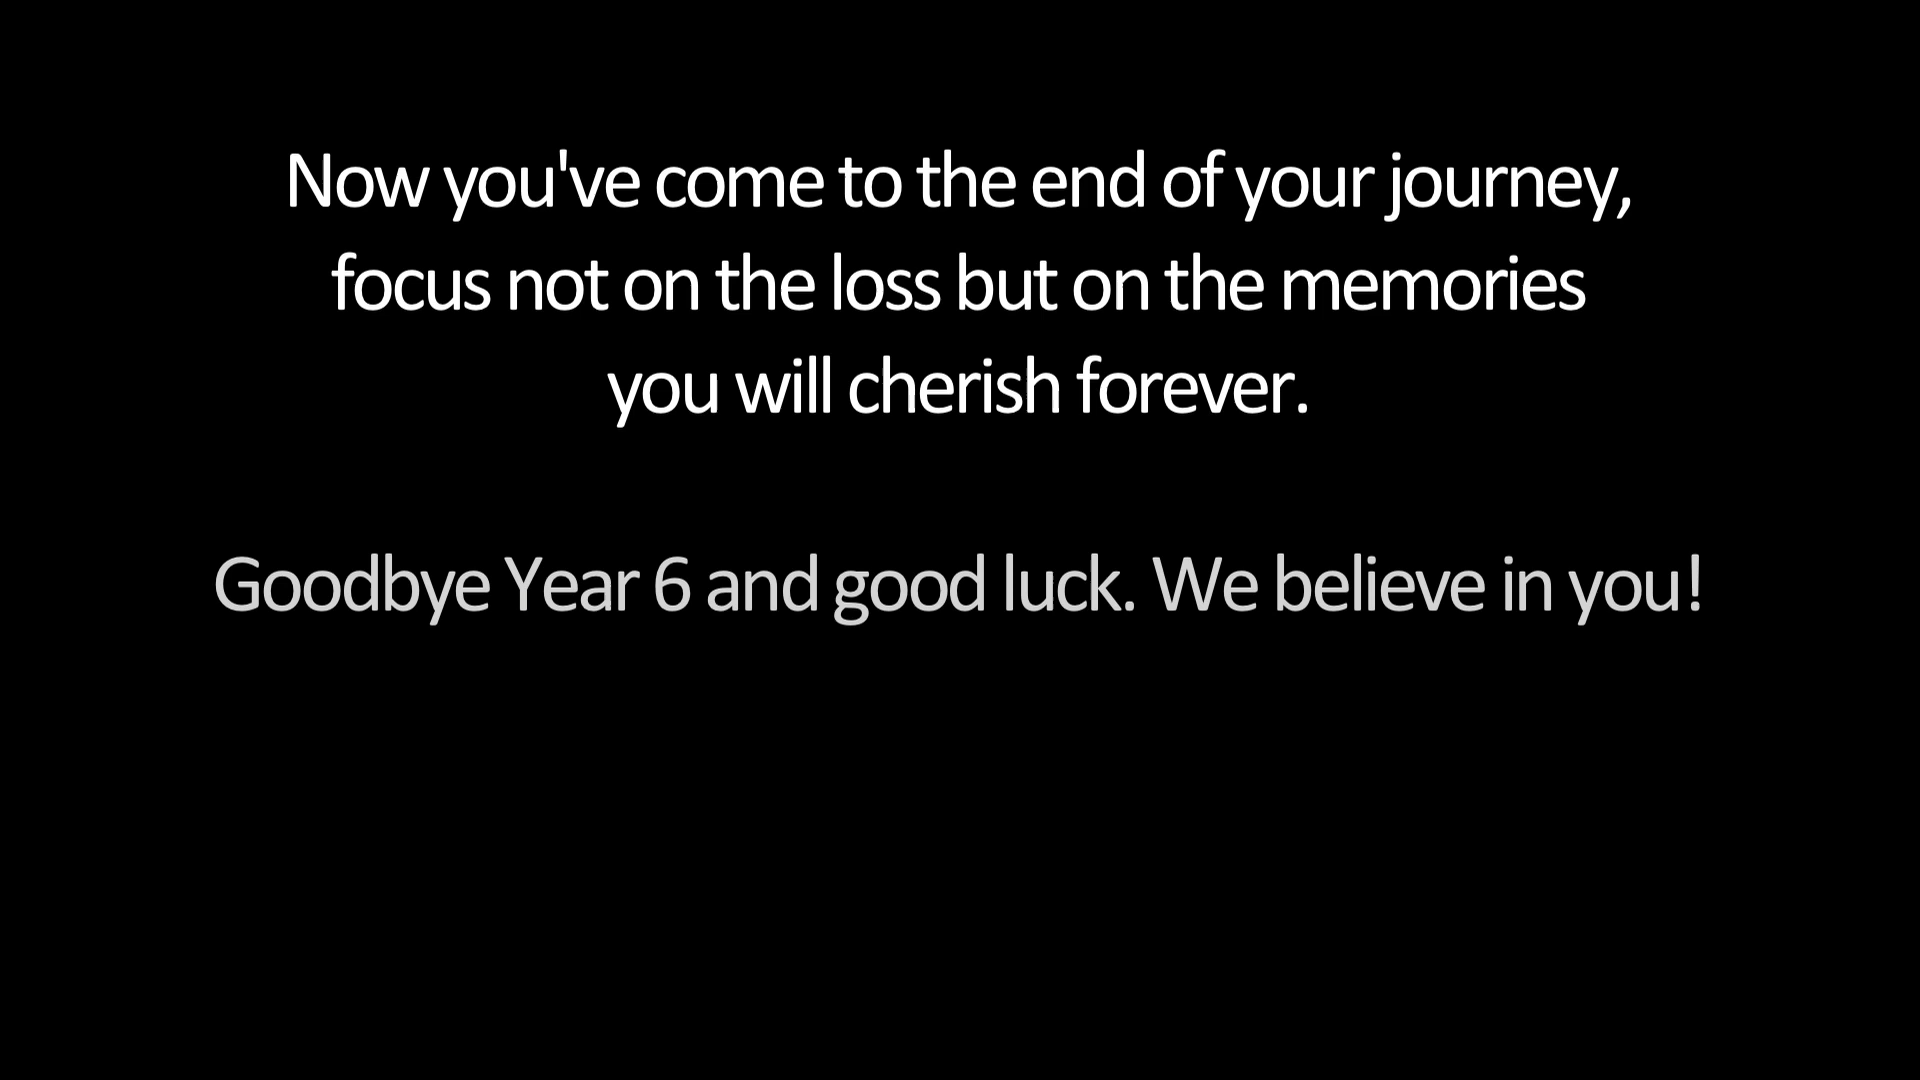 Now you've come to the end of your journey,
focus not on the loss but on the memories
you will cherish forever.
Goodbye Year 6 and good luck. We believe in you!